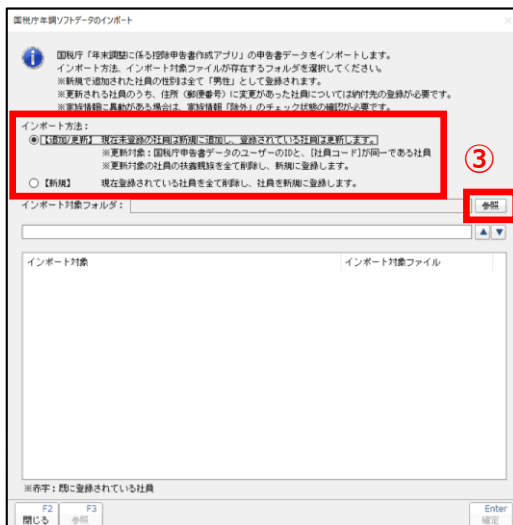 国税庁年調ソフトデータのインポート
国税庁「年末調整に係る控除申告書作成アプリ」の申告書データをインポートします。
インポート方法、インポート対象ファイルが存在するフォルダを選択してください。
※新規で追加された社員の性別は全て「男性」として登録されます。
※更新される社員のうち、住所（郵便番号）に変更があった社員については納付先の登録が必要です。
※家族情報に異動がある場合は、家族情報「除外」のチェック状態の確認が必要です。
インポート方法：
【追加/更新】 現在未登録の社員は新規に追加し、登録されている社員は更新します。
※更新対象：国税庁申告書データのユーザーのIDと、[社員コード]が同一である社員
※更新対象の社員の扶養親族を全て削除し、新規に登録します。
③
【新規】 現在登録されている社員を全て削除し、社員を新規に登録します。
インポート対象フォルダ： 参照
▲ ▼
インポート対象 インポート対象ファイル
※赤字：既に登録されている社員
F2 F3 Enter
閉じる 参照 確定